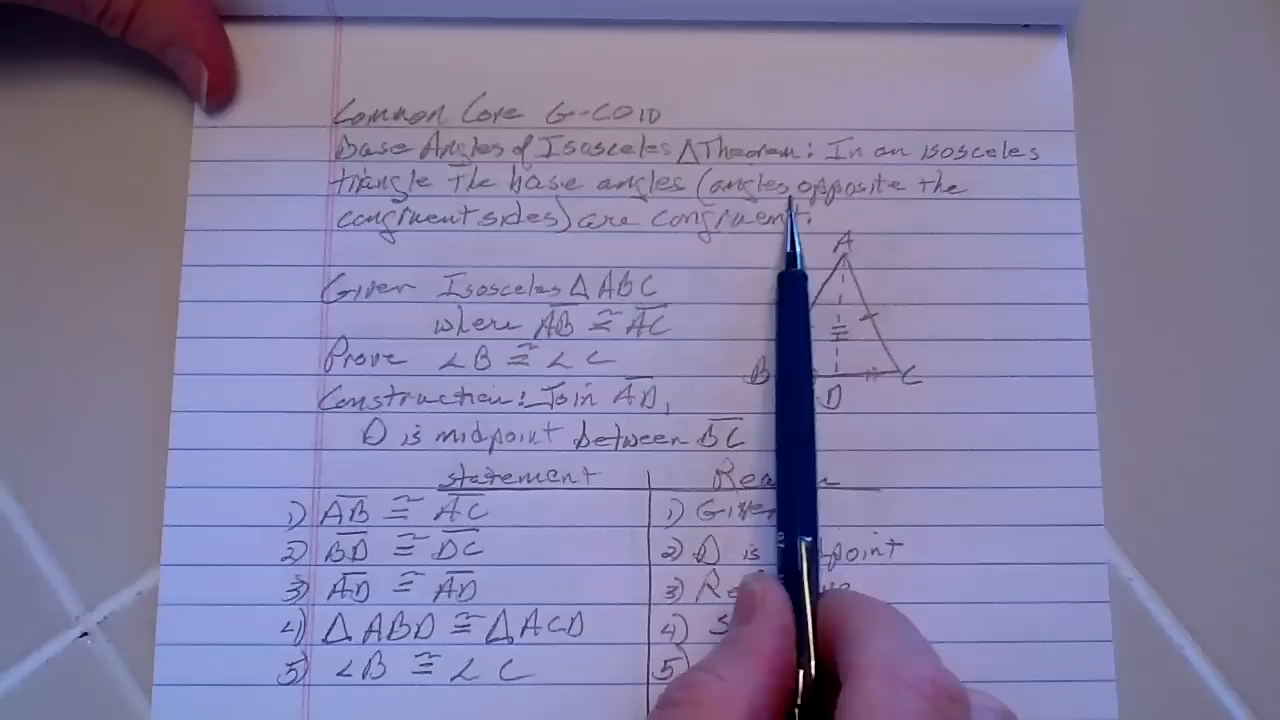 Common Core G-CO10
Base Angles of Isosceles △ Theorem: In an isosceles
triangle The base angles (angles opposite the
congruent sides) are congruent.
A
Given Isosceles △ ABC
where AB ≅ AC
Prove ∠B ≅ ∠C
B C
D
Construction: Join AD,
D is midpoint between BC
statement
1) AB ≅ AC 1) Given
2) BD ≅ DC 2) D is
3) AD ≅ AD 3)
4) △ ABD ≅ △ ACD 4) S
5) ∠B ≅ ∠C 5)